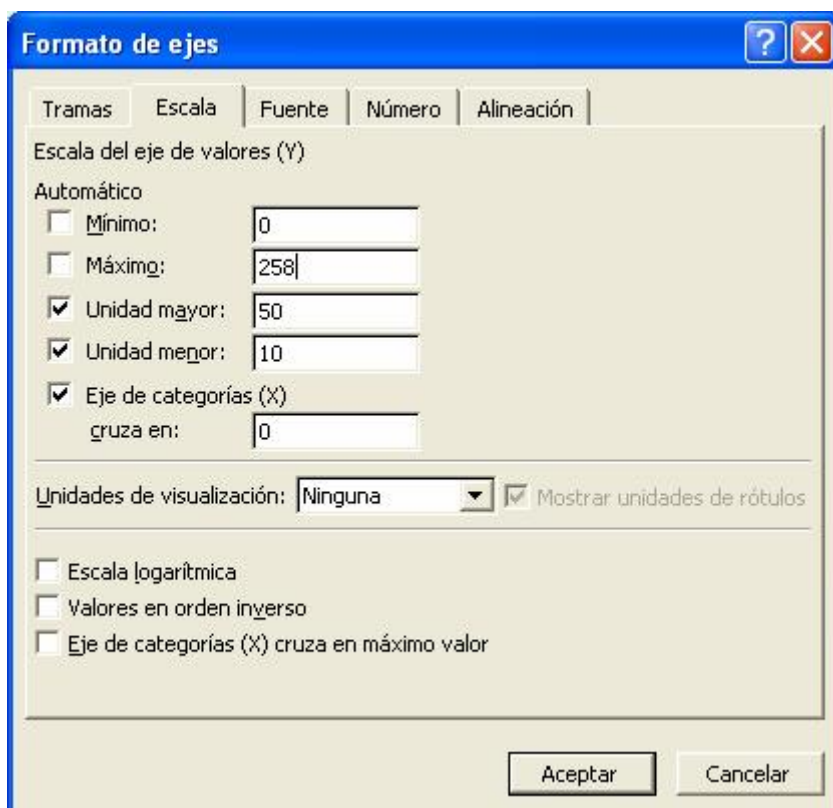 Formato de ejes
Tramas Escala Fuente Número Alineación
Escala del eje de valores (Y)
Automático
Mínimo: 0
Máximo: 258
Unidad mayor: 50
Unidad menor: 10
Eje de categorías (X)
cruza en: 0
Unidades de visualización: Ninguna Mostrar unidades de rótulos
Escala logarítmica
Valores en orden inverso
Eje de categorías (X) cruza en máximo valor
Aceptar Cancelar